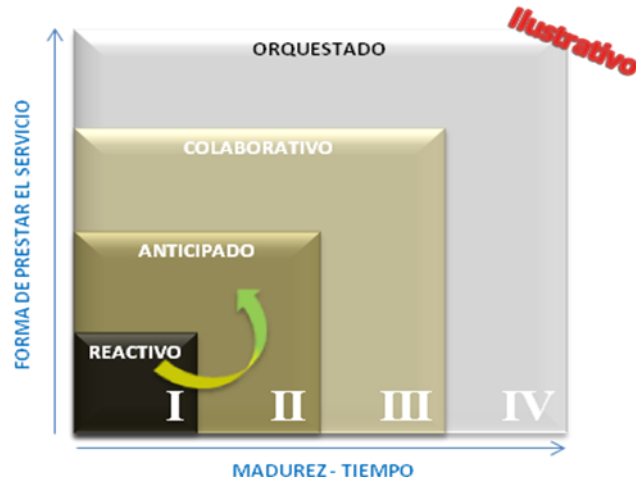 Ilustrativo
ORQUESTADO
COLABORATIVO
ANTICIPADO
REACTIVO
I
II
III
IV
FORMA DE PRESTAR EL SERVICIO
MADUREZ - TIEMPO